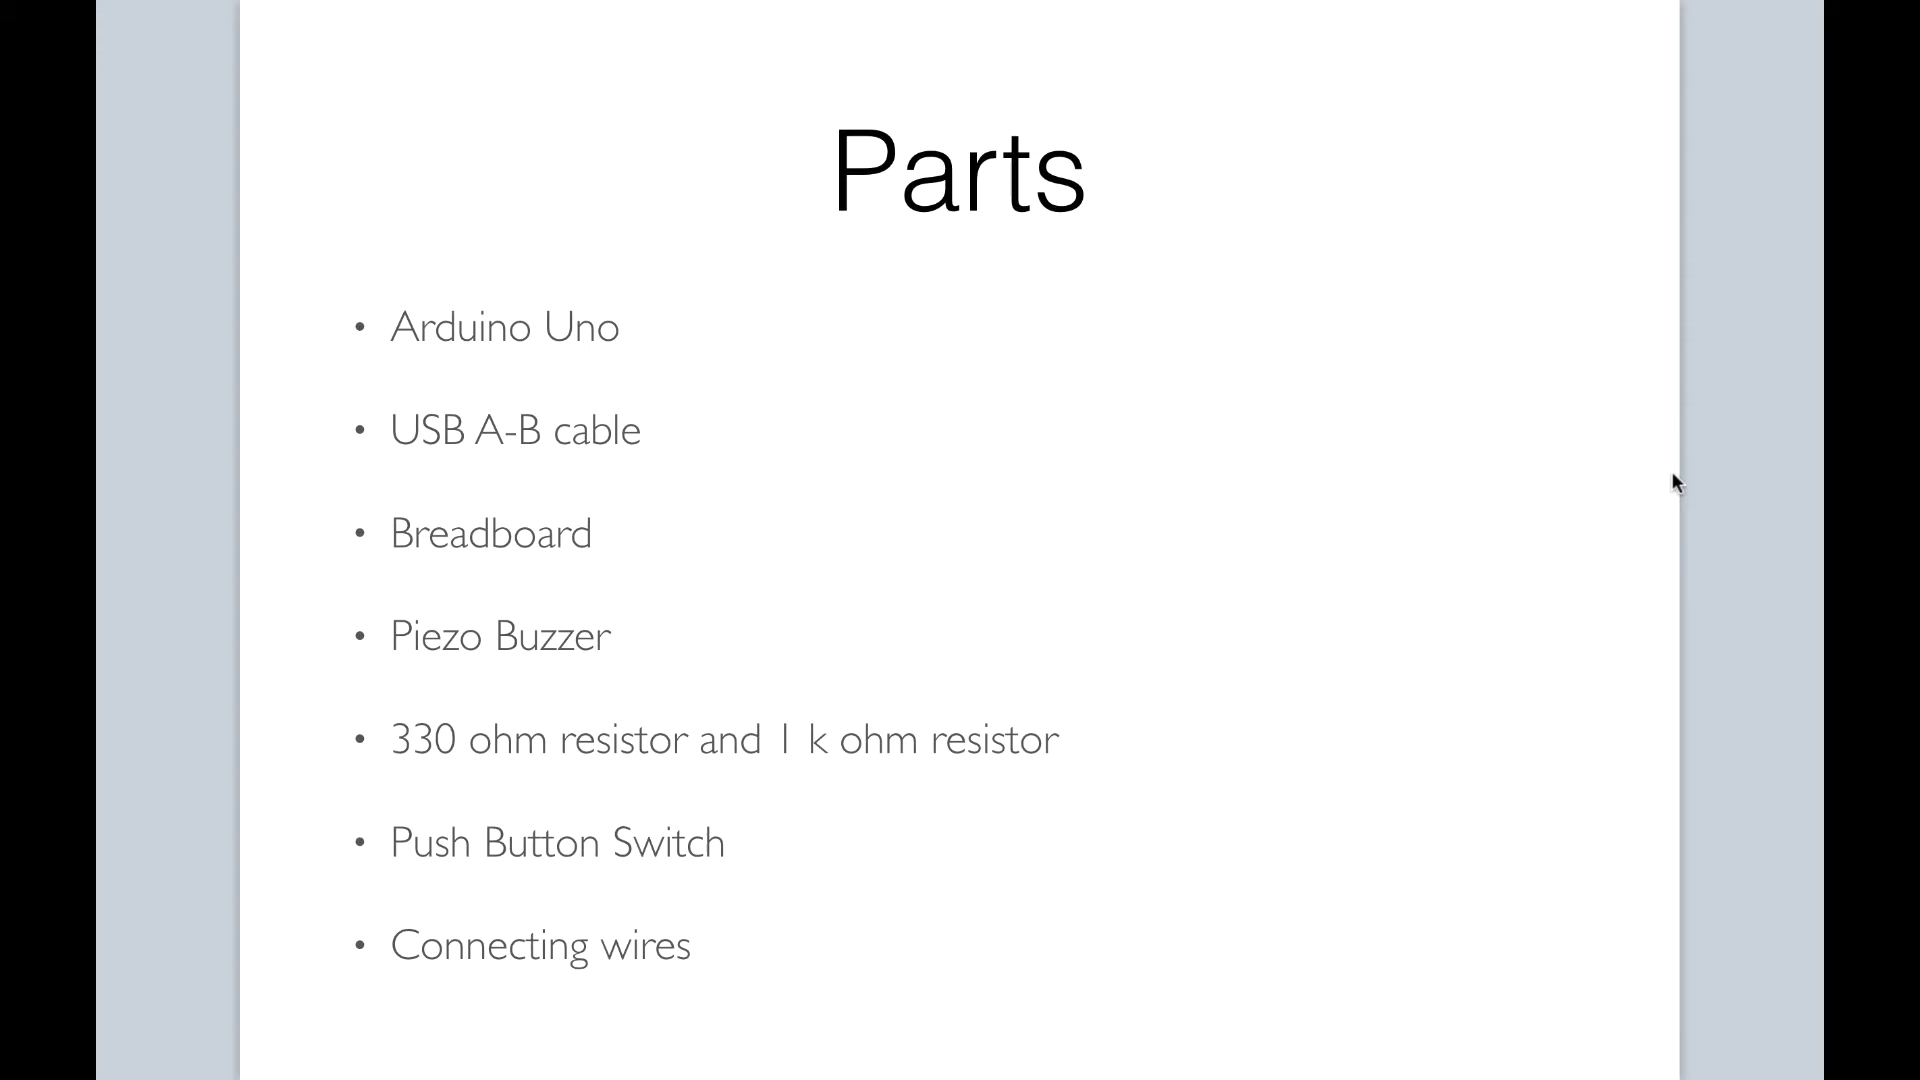 Parts
• Arduino Uno
• USB A-B cable
• Breadboard
• Piezo Buzzer
• 330 ohm resistor and 1 k ohm resistor
• Push Button Switch
• Connecting wires